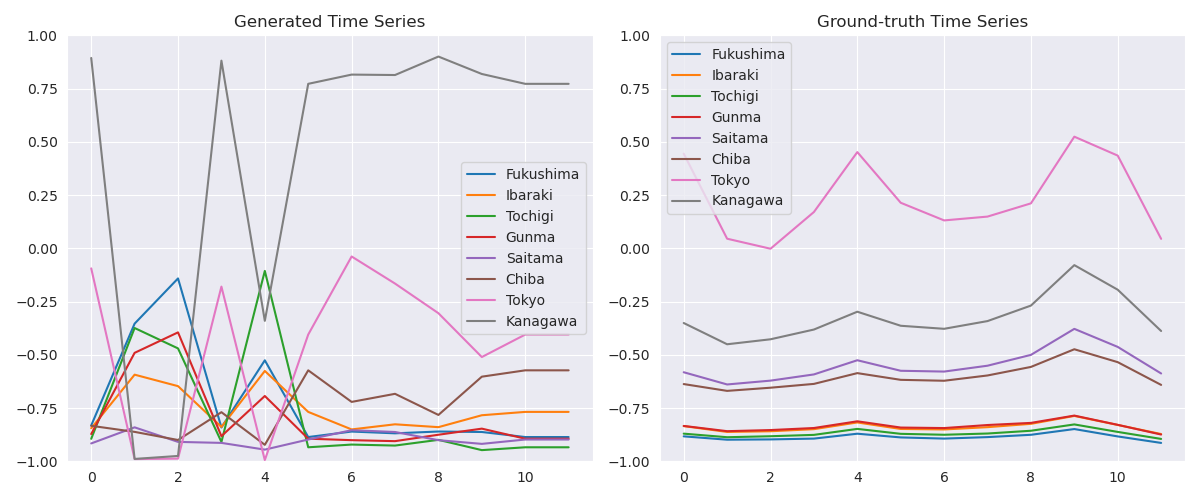 Generated Time Series
1.00
0.75
0.50
0.25
0.00
−0.25
−0.50
−0.75
−1.00
0 2 4 6 8 10
Fukushima
Ibaraki
Tochigi
Gunma
Saitama
Chiba
Tokyo
Kanagawa
Ground-truth Time Series
1.00
0.75
0.50
0.25
0.00
−0.25
−0.50
−0.75
−1.00
0 2 4 6 8 10
Fukushima
Ibaraki
Tochigi
Gunma
Saitama
Chiba
Tokyo
Kanagawa